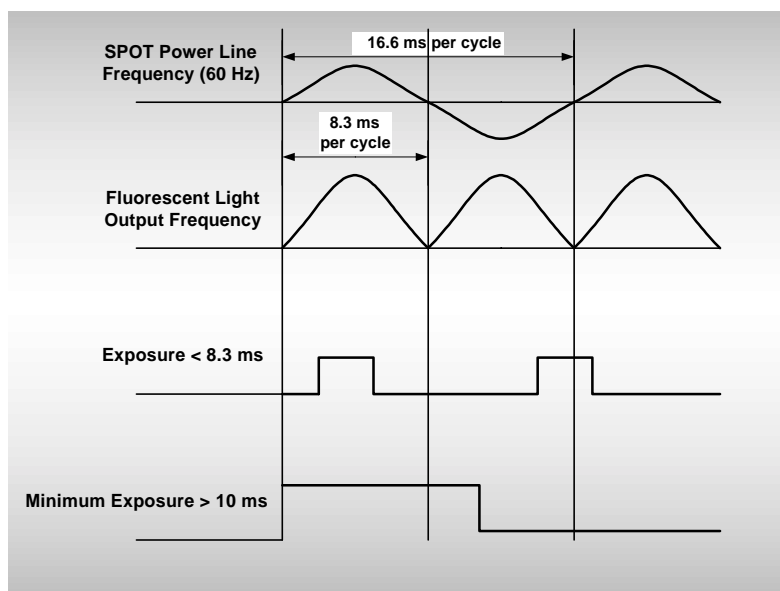 SPOT Power Line
Frequency (60 Hz)
16.6 ms per cycle
8.3 ms
per cycle
Fluorescent Light
Output Frequency
Exposure < 8.3 ms
Minimum Exposure > 10 ms